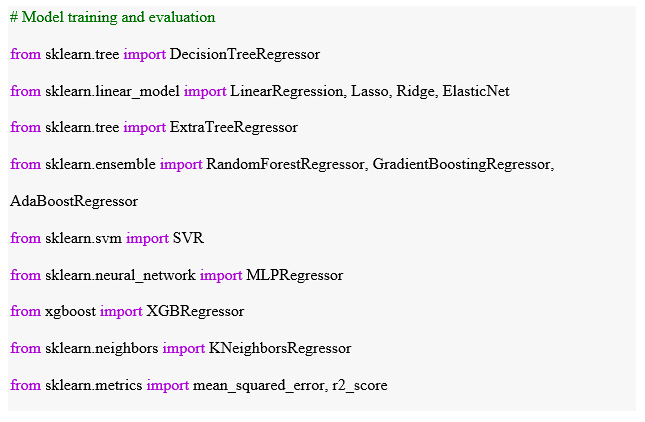 # Model training and evaluation
from sklearn.tree import DecisionTreeRegressor
from sklearn.linear_model import LinearRegression, Lasso, Ridge, ElasticNet
from sklearn.tree import ExtraTreeRegressor
from sklearn.ensemble import RandomForestRegressor, GradientBoostingRegressor,
AdaBoostRegressor
from sklearn.svm import SVR
from sklearn.neural_network import MLPRegressor
from xgboost import XGBRegressor
from sklearn.neighbors import KNeighborsRegressor
from sklearn.metrics import mean_squared_error, r2_score